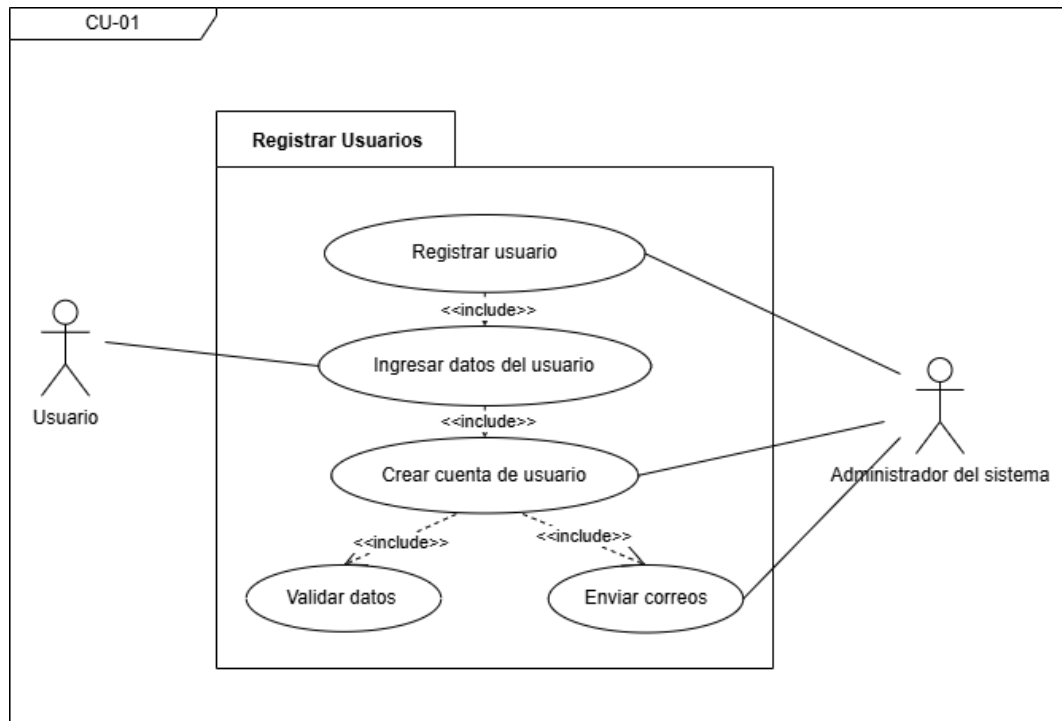 CU-01
Registrar Usuarios
Registrar usuario
<<include>>
Ingresar datos del usuario
Usuario
<<include>>
Crear cuenta de usuario
Administrador del sistema
<<include>>
<<include>>
Validar datos
Enviar correos